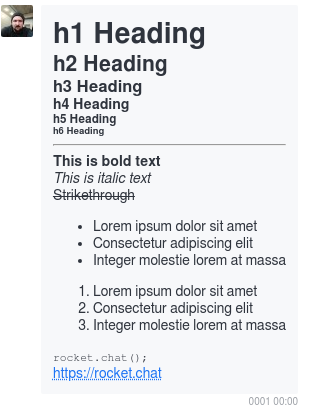 h1 Heading
h2 Heading
h3 Heading
h4 Heading
h5 Heading
h6 Heading
This is bold text
This is italic text
Strikethrough
• Lorem ipsum dolor sit amet
• Consectetur adipiscing elit
• Integer molestie lorem at massa
1. Lorem ipsum dolor sit amet
2. Consectetur adipiscing elit
3. Integer molestie lorem at massa
rocket.chat();
https://rocket.chat
0001 00:00